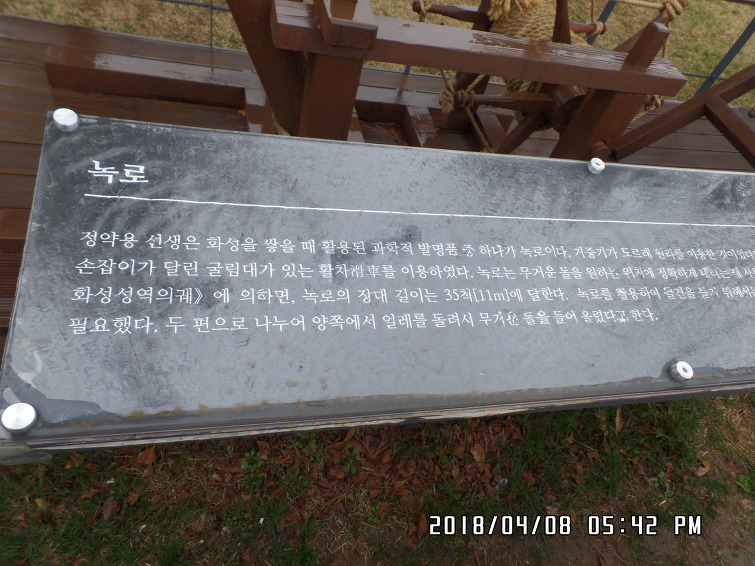 녹로
정약용 선생은 화성을 쌓을 때 활용된 과학적 발명품 중 하나가 녹로이다. 거중기가 도르래 원리를 이용한 것이었다면
손잡이가 달린 굴림대가 있는 활차滑車를 이용하였다. 녹로는 무거운 돌을 원하는 위치에 정확하게 내리는데
화성성역의궤》에 의하면, 녹로의 장대 길이는 35척[11m]에 달한다. 녹로를 활용하여 물건을 들기 위해서는
필요했다. 두 편으로 나누어 양쪽에서 얼레를 돌려서 무거운 돌을 들어 올렸다고 한다.
2018/04/08 05:42 PM